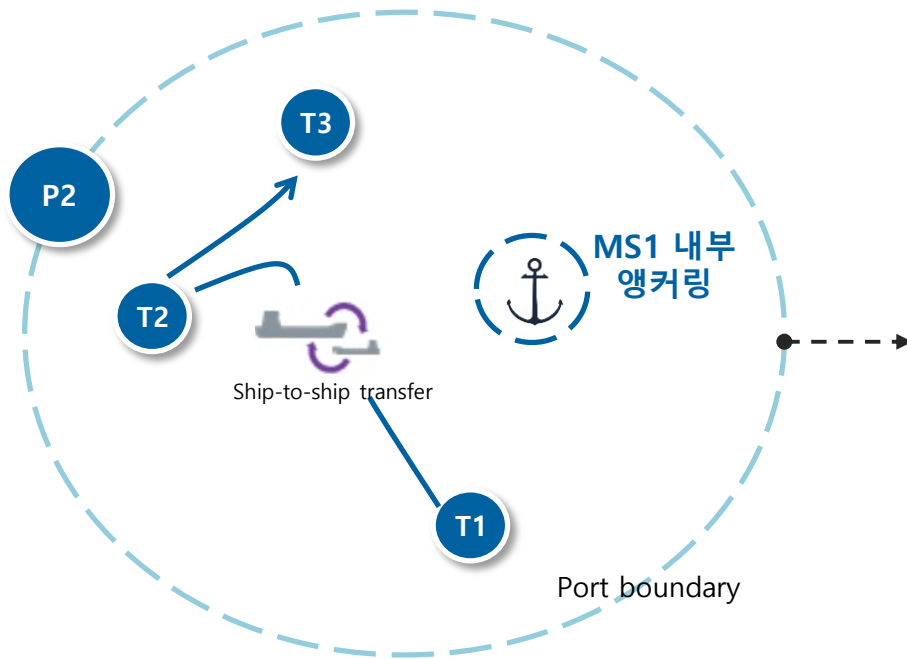 T3
P2
MS1 내부
앵커링
T2
Ship-to-ship transfer
T1
Port boundary